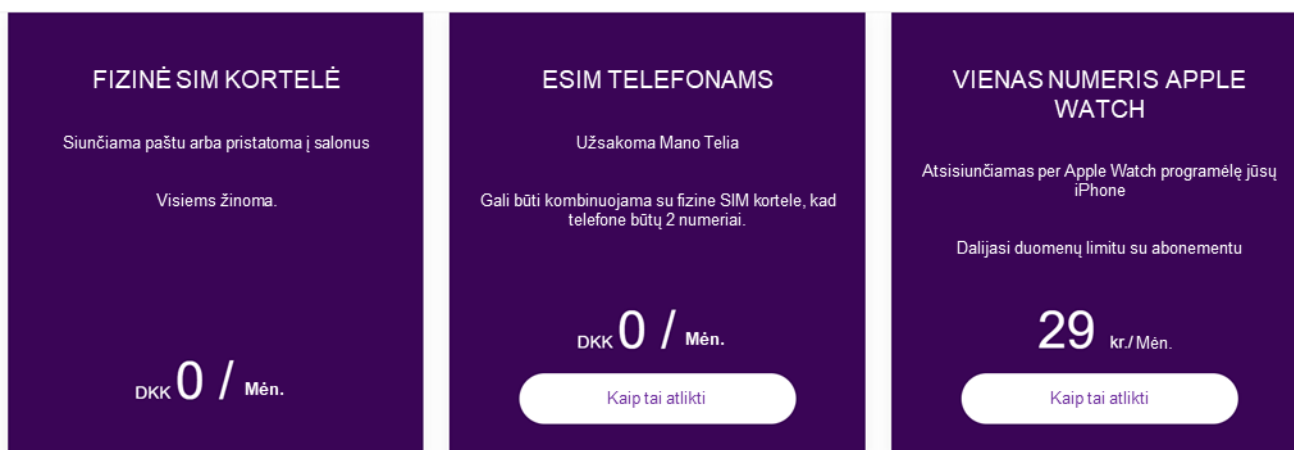 FIZINĖ SIM KORTELĖ
Siunčiama paštu arba pristatoma į salonus
Visiems žinoma.
DKK 0 / Mėn.
ESIM TELEFONAMS
Užsakoma Mano Telia
Gali būti kombinuojama su fizine SIM kortele, kad
telefone būtų 2 numeriai.
DKK 0 / Mėn.
Kaip tai atlikti
VIENAS NUMERIS APPLE
WATCH
Atsisiunčiamas per Apple Watch programėlę jūsų
iPhone
Dalijasi duomenų limitu su abonementu
29 kr./ Mėn.
Kaip tai atlikti